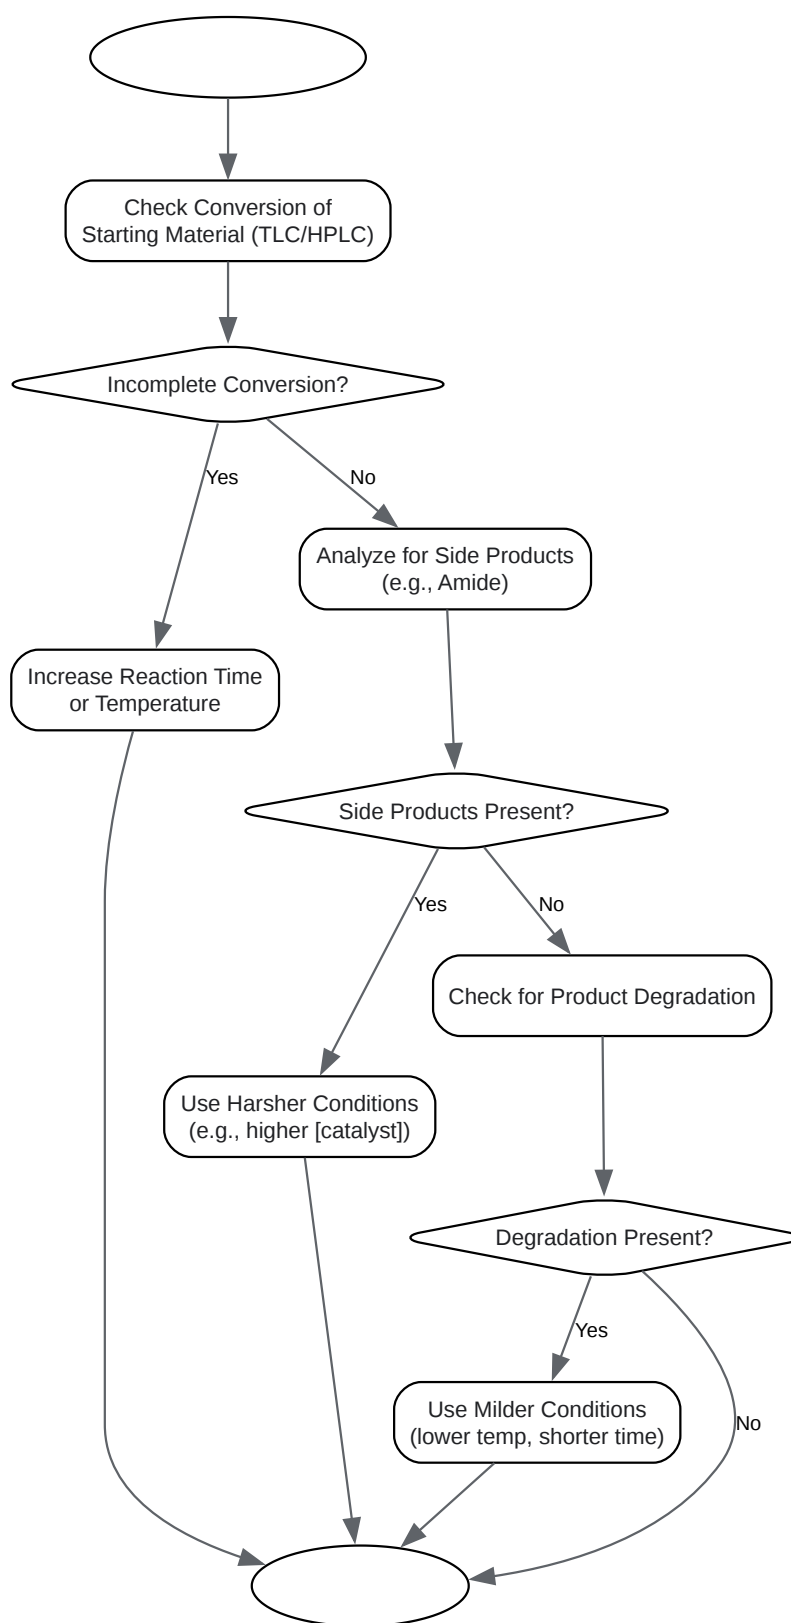 Check Conversion of
Starting Material (TLC/HPLC)
Incomplete Conversion?
Yes
No
Analyze for Side Products
(e.g., Amide)
Increase Reaction Time
or Temperature
Side Products Present?
Yes
No
Check for Product Degradation
Use Harsher Conditions
(e.g., higher [catalyst])
Degradation Present?
Yes
Use Milder Conditions
(lower temp, shorter time)
No